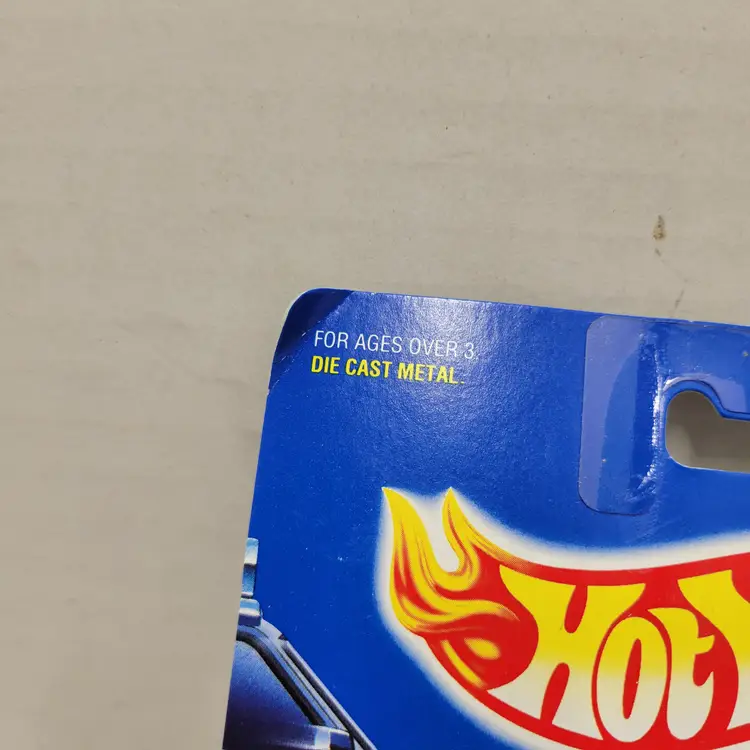 FOR AGES OVER 3.
DIE CAST METAL.
Hot